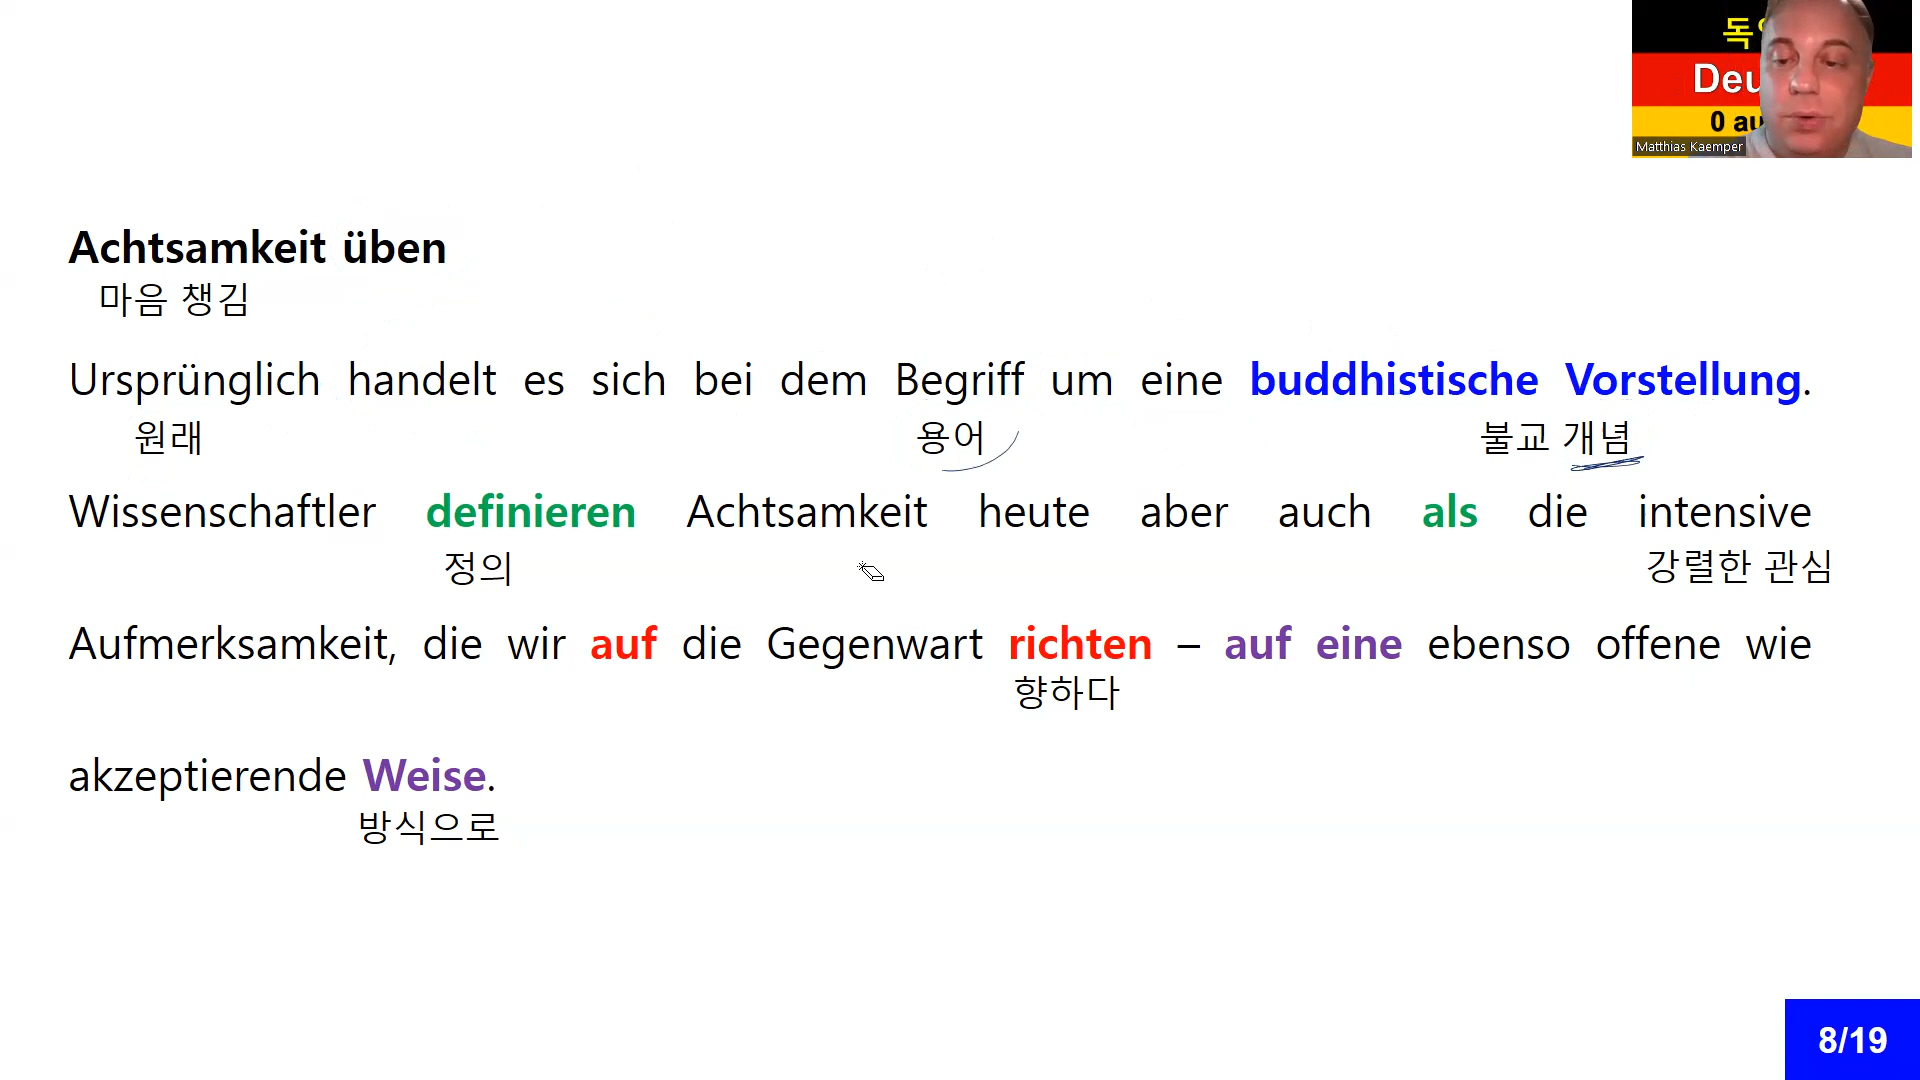 독
Deu
0 au
Matthias Kaemper
Achtsamkeit üben
마음 챙김
Ursprünglich handelt es sich bei dem Begriff um eine buddhistische Vorstellung.
원래 용어 불교 개념
Wissenschaftler definieren Achtsamkeit heute aber auch als die intensive
정의 강렬한 관심
Aufmerksamkeit, die wir auf die Gegenwart richten – auf eine ebenso offene wie
향하다
akzeptierende Weise.
방식으로
8/19